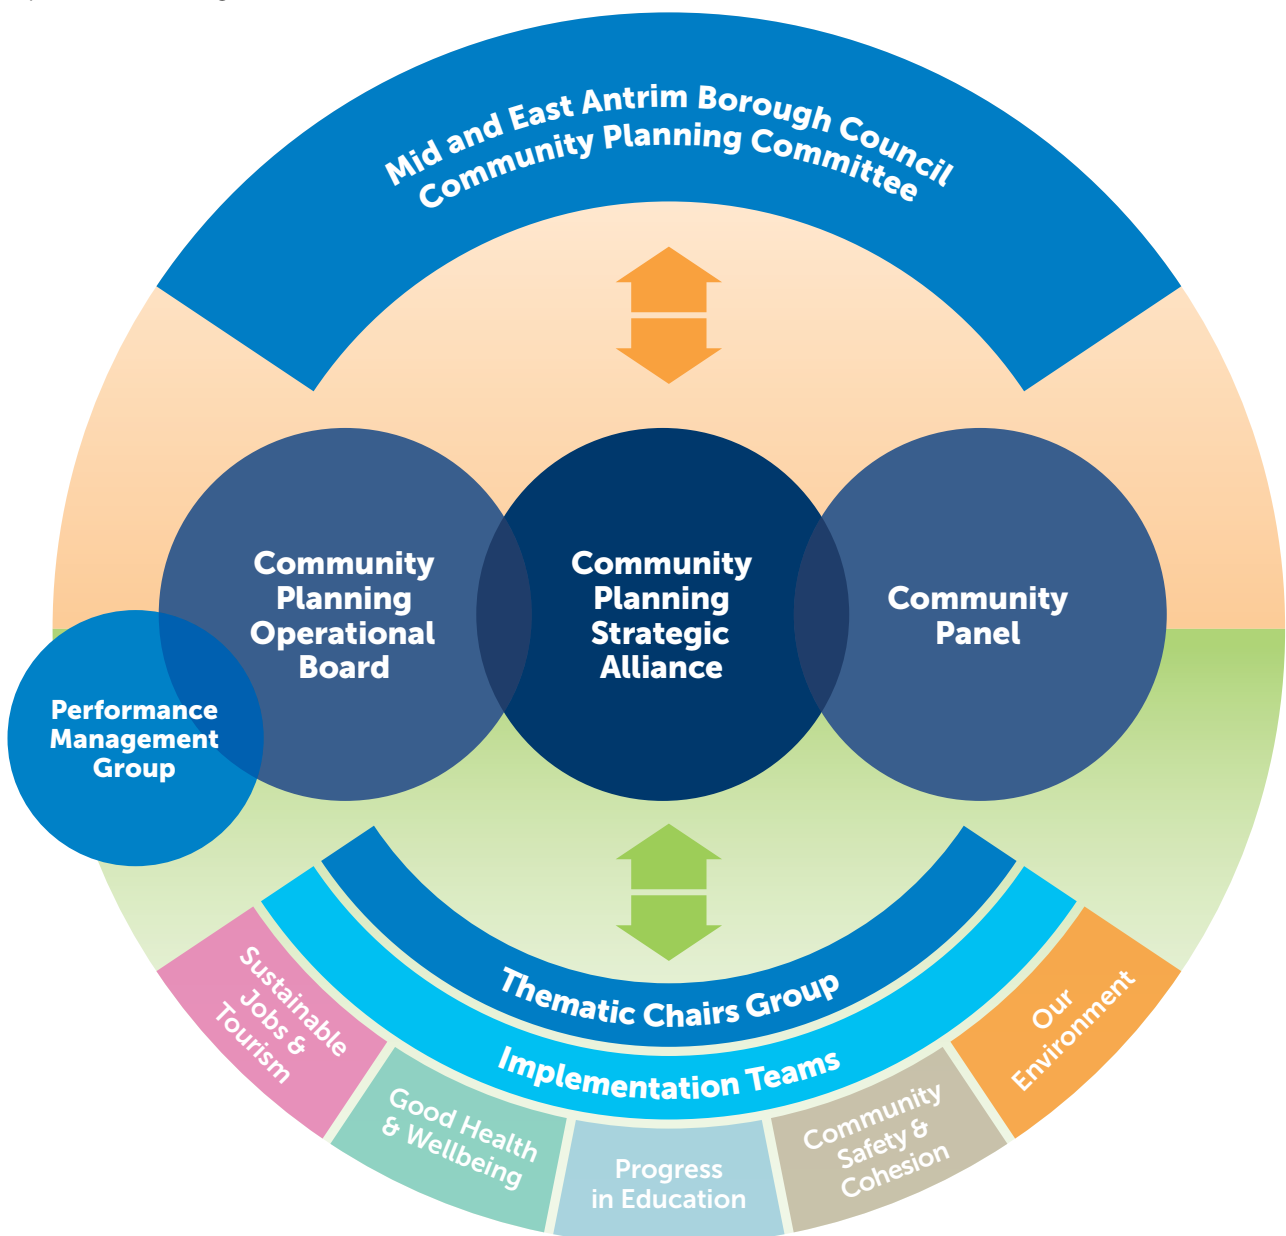 Mid and East Antrim Borough Council
Community Planning Committee
Community
Planning
Operational
Board
Community
Planning
Strategic
Alliance
Community
Panel
Performance
Management
Group
Thematic Chairs Group
Implementation Teams
Sustainable
Jobs &
Tourism
Good Health
& Wellbeing
Progress
in Education
Community
Safety &
Cohesion
Our
Environment